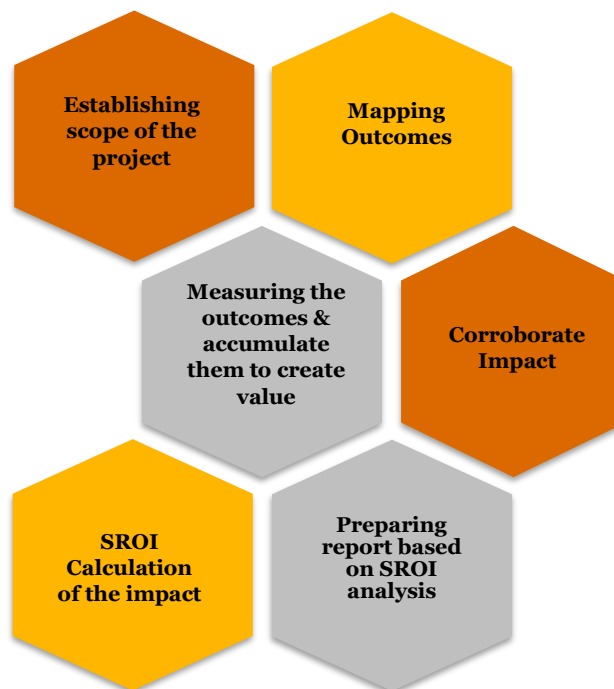 Establishing
scope of the
project
Mapping
Outcomes
Measuring the
outcomes &
accumulate
them to create
value
Corroborate
Impact
SROI
Calculation
of the impact
Preparing
report based
on SROI
analysis